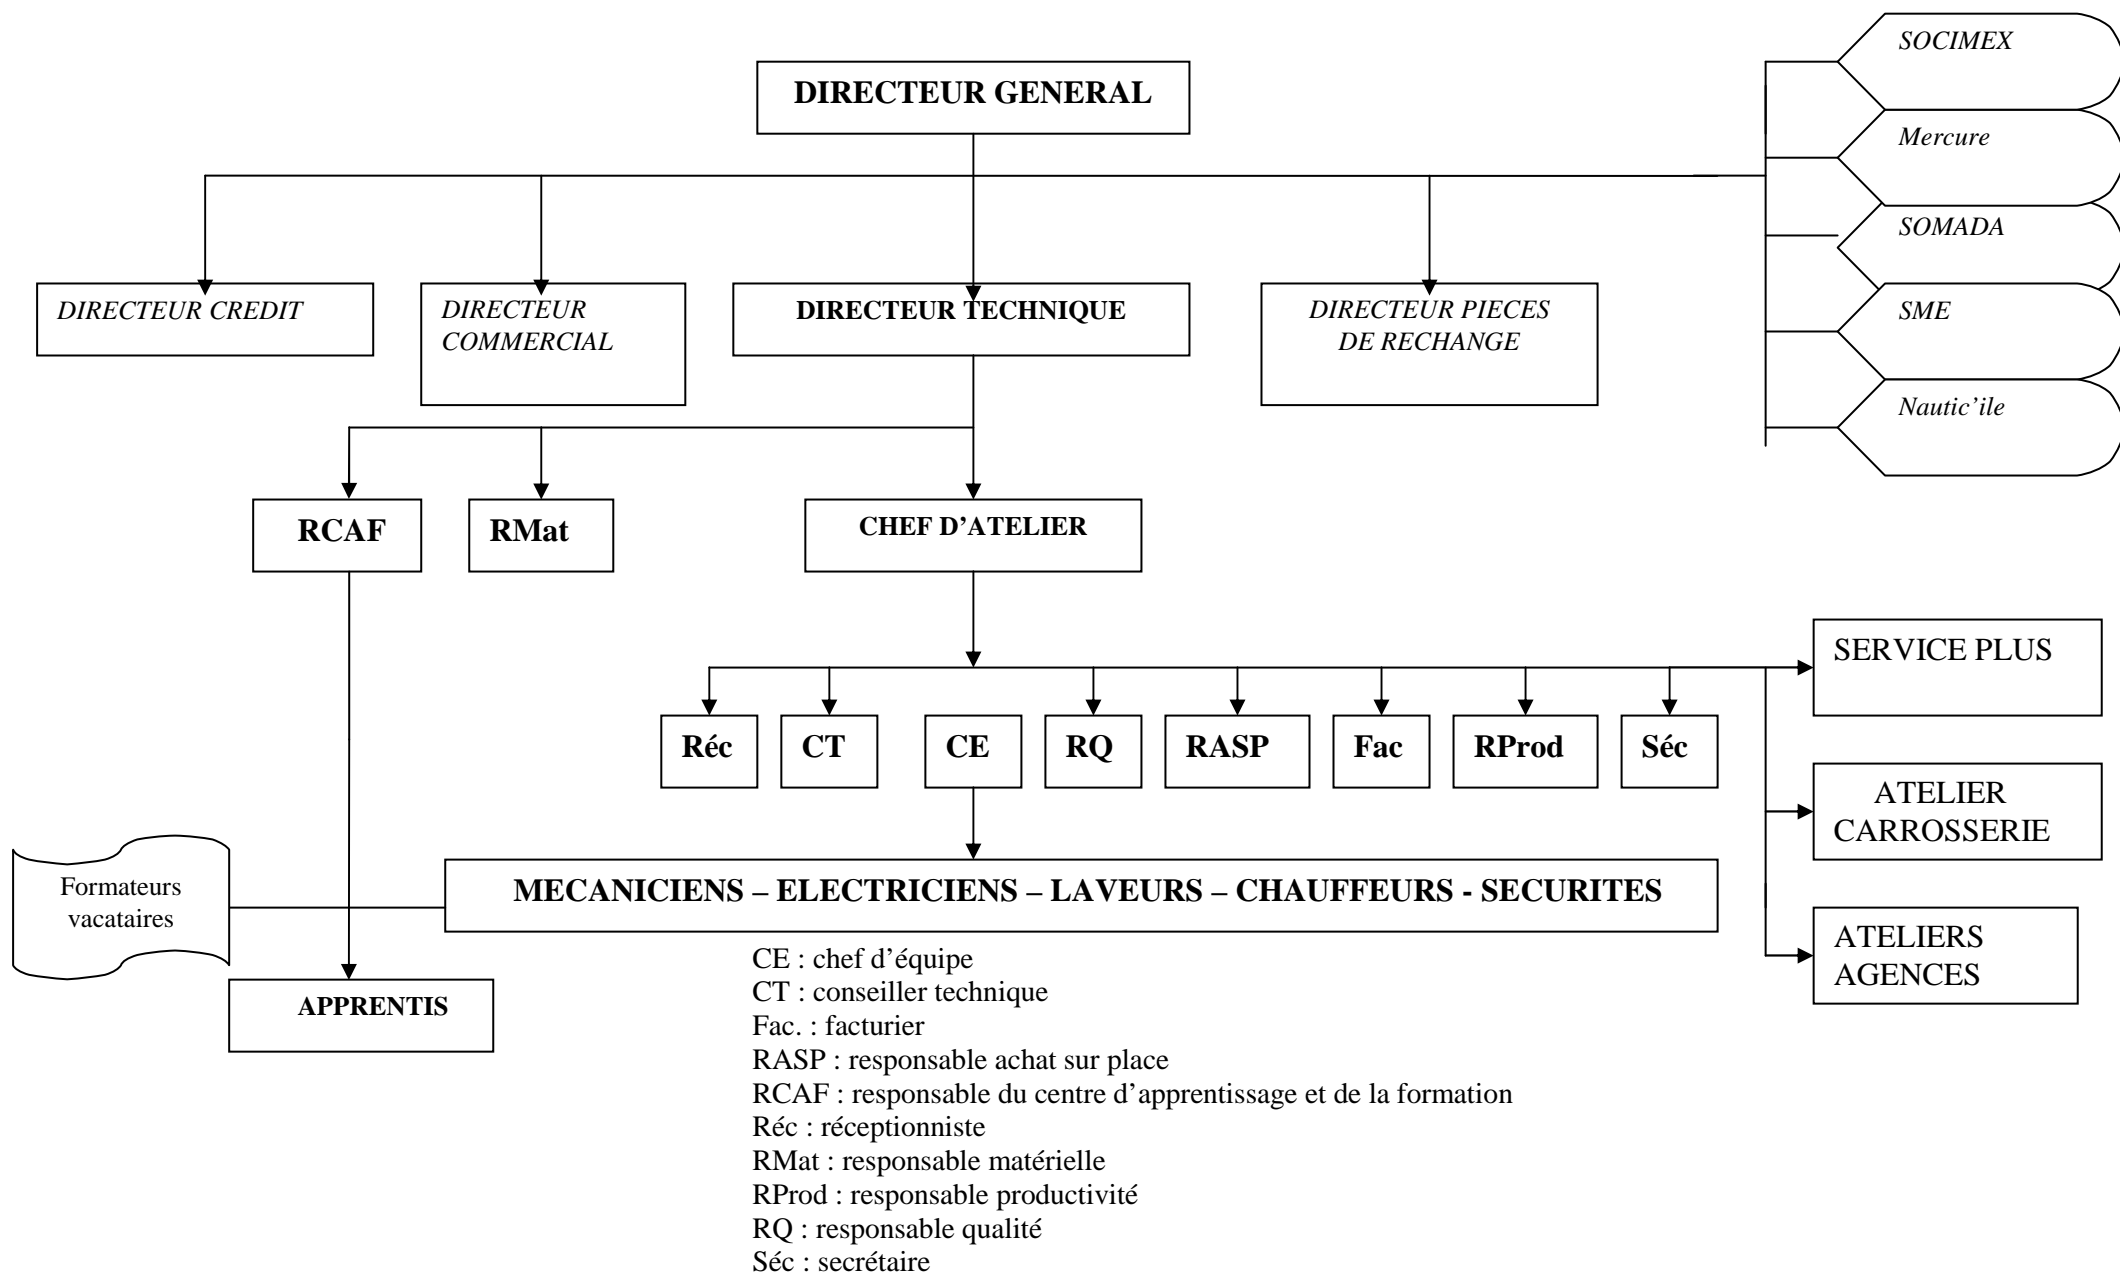 SOCIMEX
DIRECTEUR GENERAL
Mercure
SOMADA
DIRECTEUR CREDIT
DIRECTEUR
COMMERCIAL
DIRECTEUR TECHNIQUE
DIRECTEUR PIECES
DE RECHANGE
SME
Nautic’ile
RCAF
RMat
CHEF D’ATELIER
SERVICE PLUS
Réc
CT
CE
RQ
RASP
Fac
RProd
Séc
ATELIER
CARROSSERIE
Formateurs
vacataires
MECANICIENS – ELECTRICIENS – LAVEURS – CHAUFFEURS - SECURITES
ATELIERS
AGENCES
APPRENTIS
CE : chef d’équipe
CT : conseiller technique
Fac. : facturier
RASP : responsable achat sur place
RCAF : responsable du centre d’apprentissage et de la formation
Réc : réceptionniste
RMat : responsable matérielle
RProd : responsable productivité
RQ : responsable qualité
Séc : secrétaire